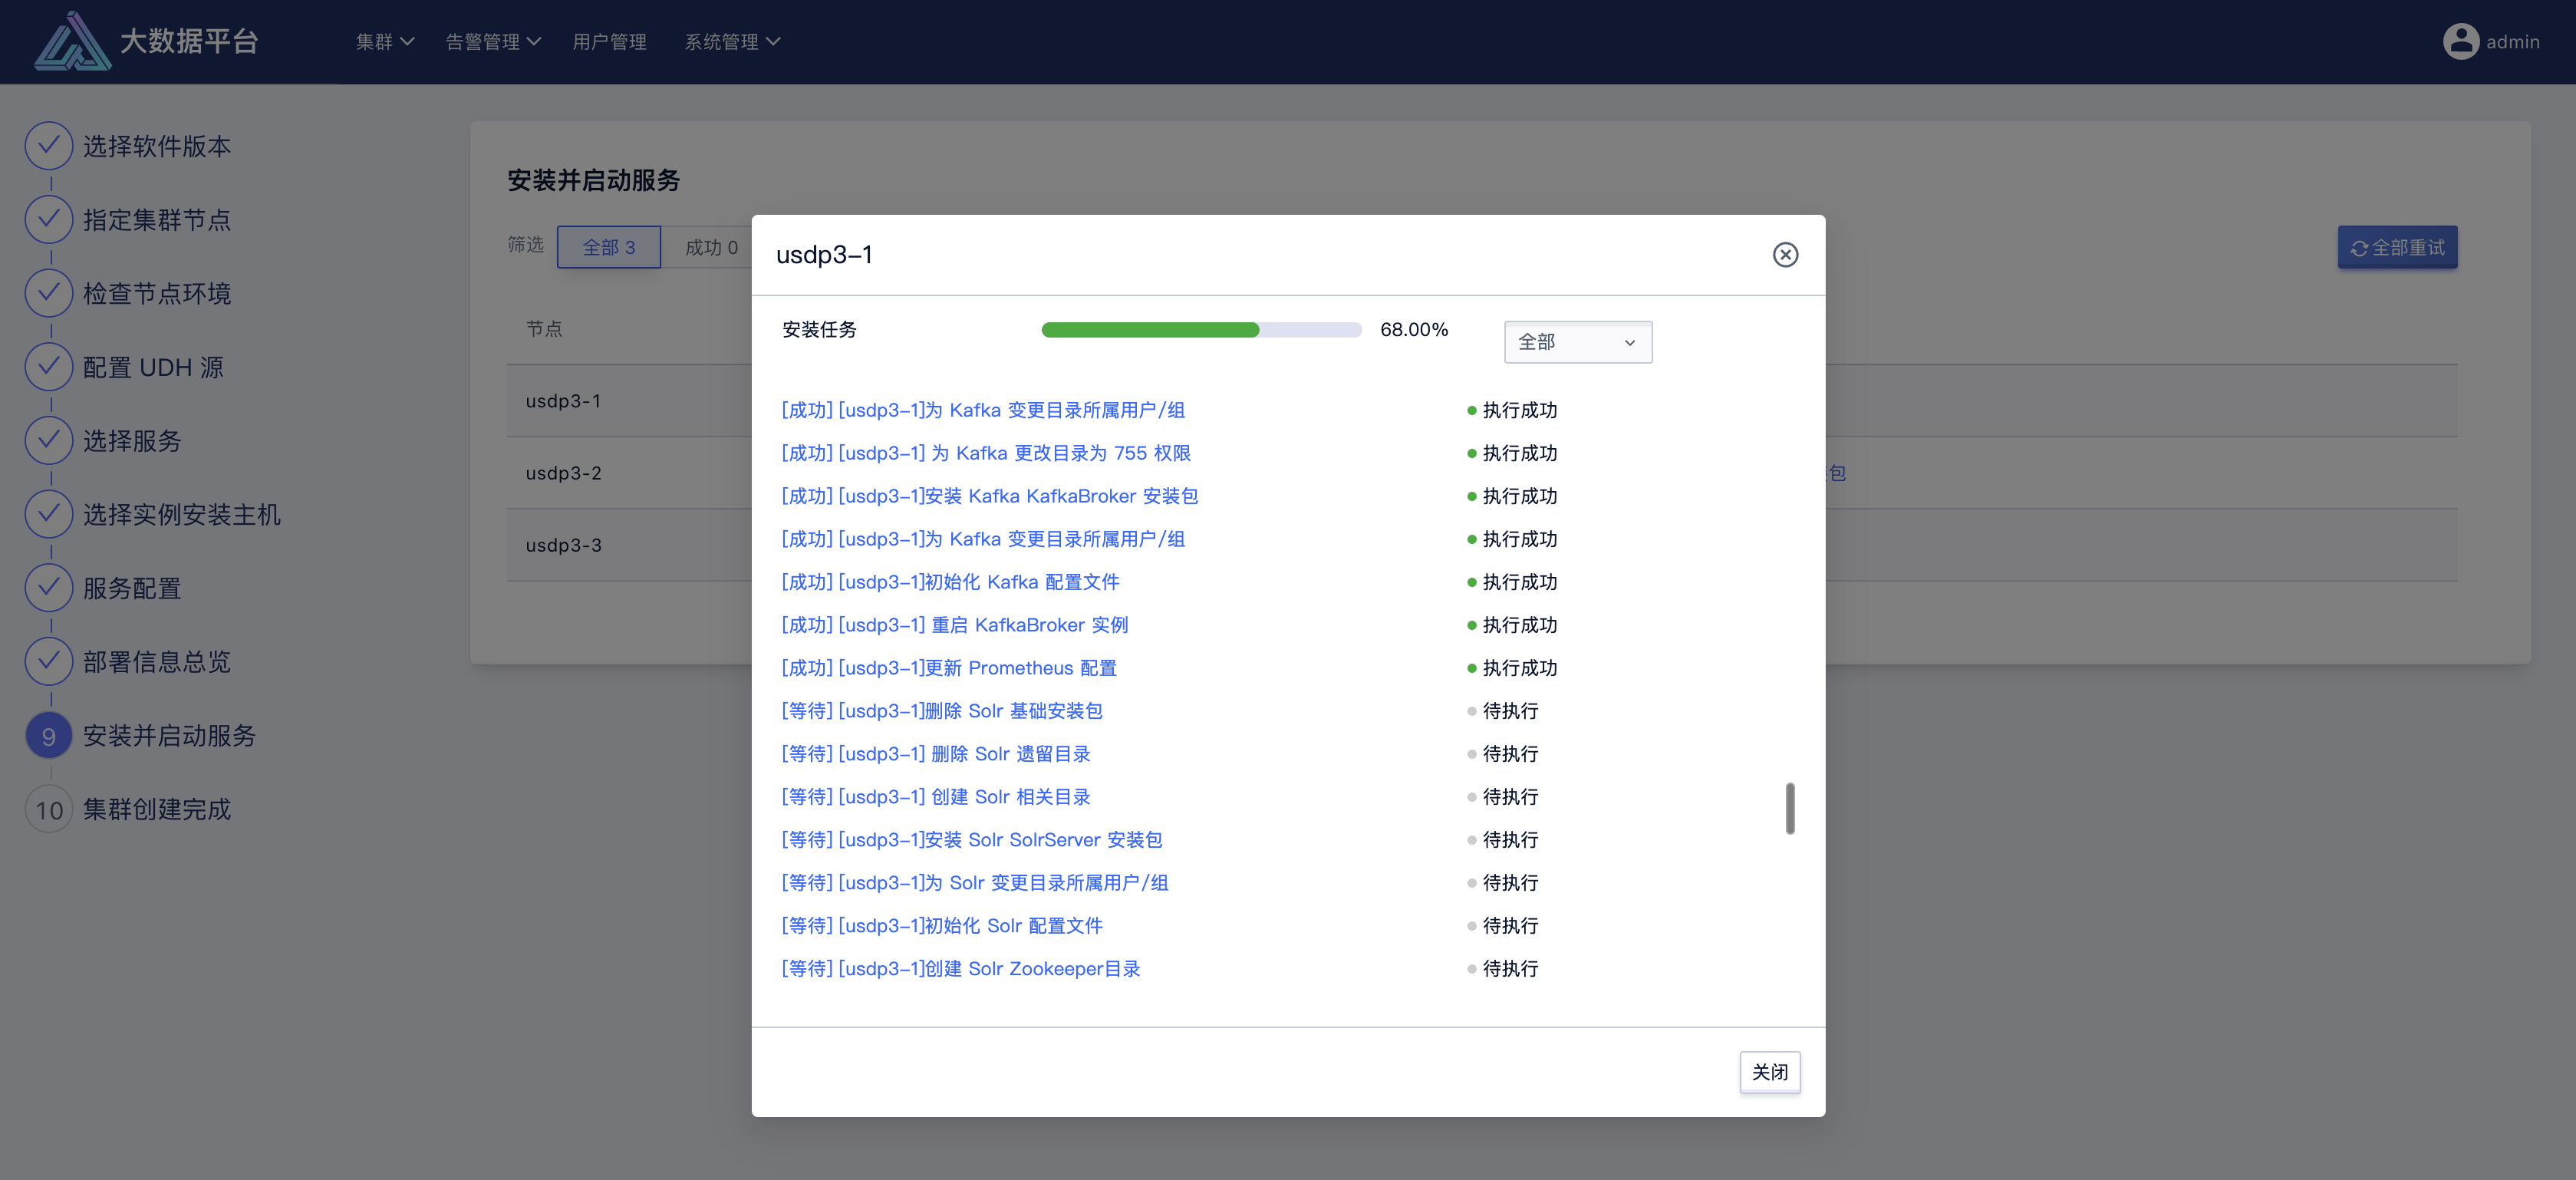 大数据平台
集群
告警管理
用户管理
系统管理
admin
选择软件版本
指定集群节点
检查节点环境
配置 UDH 源
选择服务
选择实例安装主机
服务配置
部署信息总览
9 安装并启动服务
10 集群创建完成
安装并启动服务
筛选 全部 3 成功 0
全部重试
节点
usdp3-1
usdp3-2
包
usdp3-3
usdp3-1
安装任务 68.00% 全部
[成功] [usdp3-1]为 Kafka 变更目录所属用户/组 执行成功
[成功] [usdp3-1] 为 Kafka 更改目录为 755 权限 执行成功
[成功] [usdp3-1]安装 Kafka KafkaBroker 安装包 执行成功
[成功] [usdp3-1]为 Kafka 变更目录所属用户/组 执行成功
[成功] [usdp3-1]初始化 Kafka 配置文件 执行成功
[成功] [usdp3-1] 重启 KafkaBroker 实例 执行成功
[成功] [usdp3-1]更新 Prometheus 配置 执行成功
[等待] [usdp3-1]删除 Solr 基础安装包 待执行
[等待] [usdp3-1] 删除 Solr 遗留目录 待执行
[等待] [usdp3-1] 创建 Solr 相关目录 待执行
[等待] [usdp3-1]安装 Solr SolrServer 安装包 待执行
[等待] [usdp3-1]为 Solr 变更目录所属用户/组 待执行
[等待] [usdp3-1]初始化 Solr 配置文件 待执行
[等待] [usdp3-1]创建 Solr Zookeeper目录 待执行
关闭